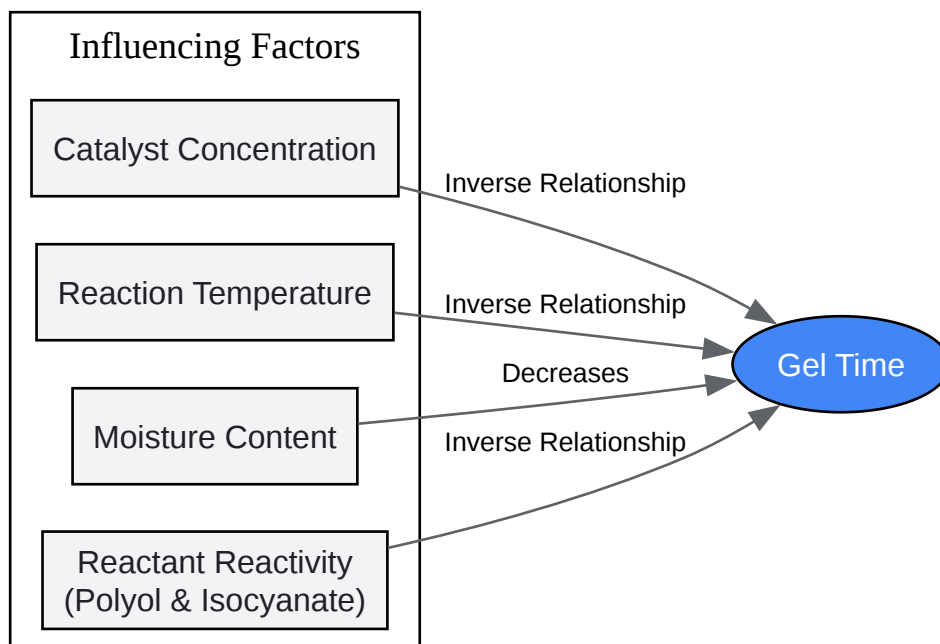 Influencing Factors
Catalyst Concentration
Inverse Relationship
Reaction Temperature
Inverse Relationship
Decreases
Gel Time
Moisture Content
Inverse Relationship
Reactant Reactivity
(Polyol & Isocyanate)